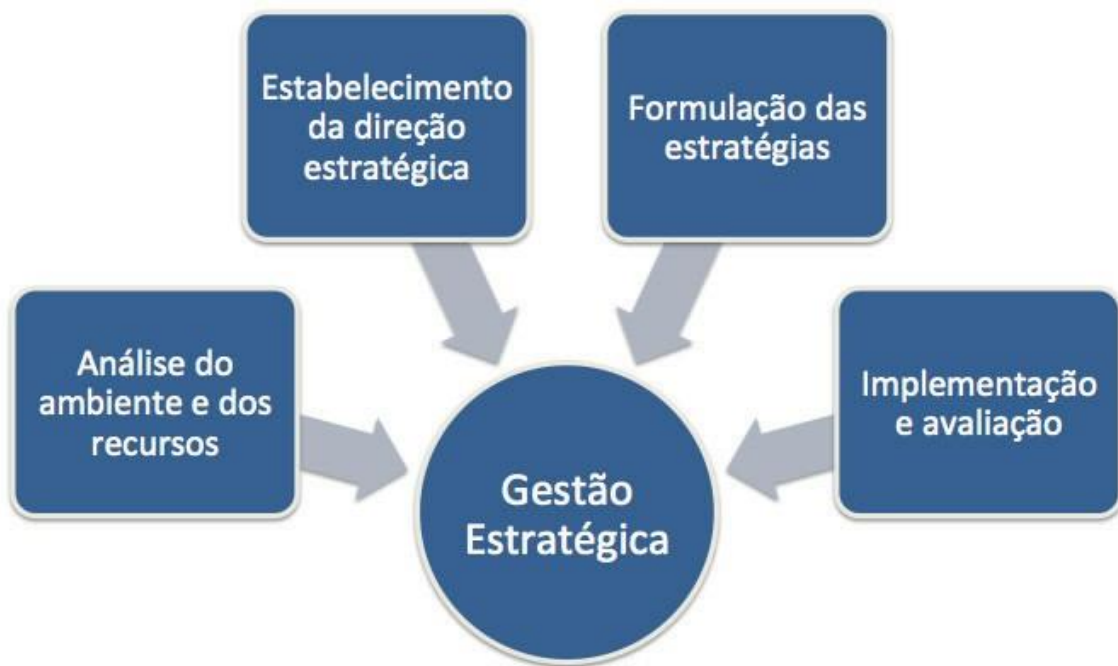 Estabelecimento
da direção
estratégica
Formulação das
estratégias
Análise do
ambiente e dos
recursos
Implementação
e avaliação
Gestão
Estratégica